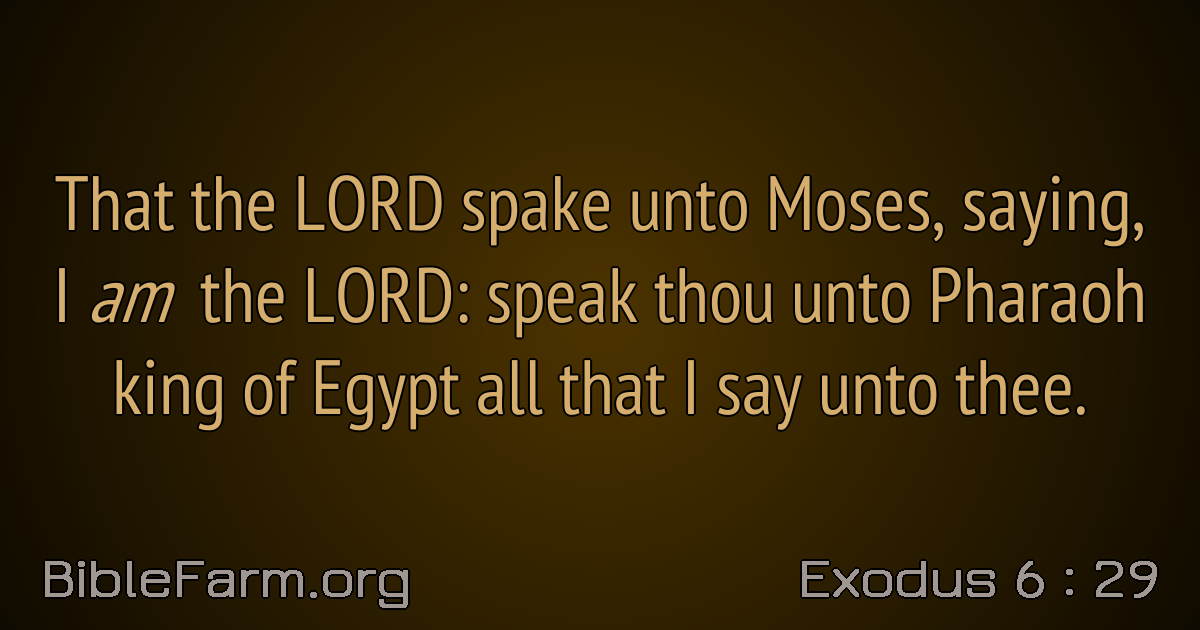 That the LORD spake unto Moses, saying,
I am the LORD: speak thou unto Pharaoh
king of Egypt all that I say unto thee.
BibleFarm.org
Exodus 6 : 29